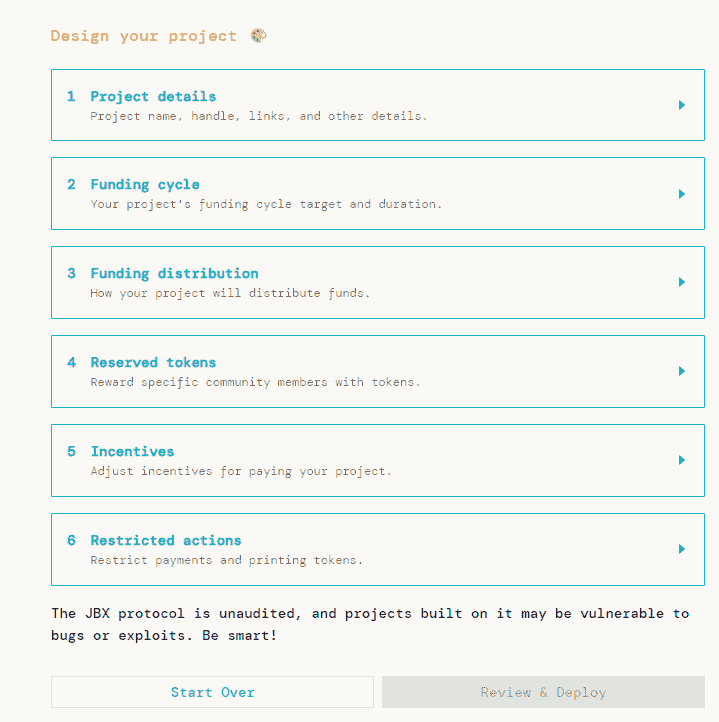 Design your project 🎨
1 Project details
Project name, handle, links, and other details.
2 Funding cycle
Your project's funding cycle target and duration.
3 Funding distribution
How your project will distribute funds.
4 Reserved tokens
Reward specific community members with tokens.
5 Incentives
Adjust incentives for paying your project.
6 Restricted actions
Restrict payments and printing tokens.
The JBX protocol is unaudited, and projects built on it may be vulnerable to
bugs or exploits. Be smart!
Start Over
Review & Deploy